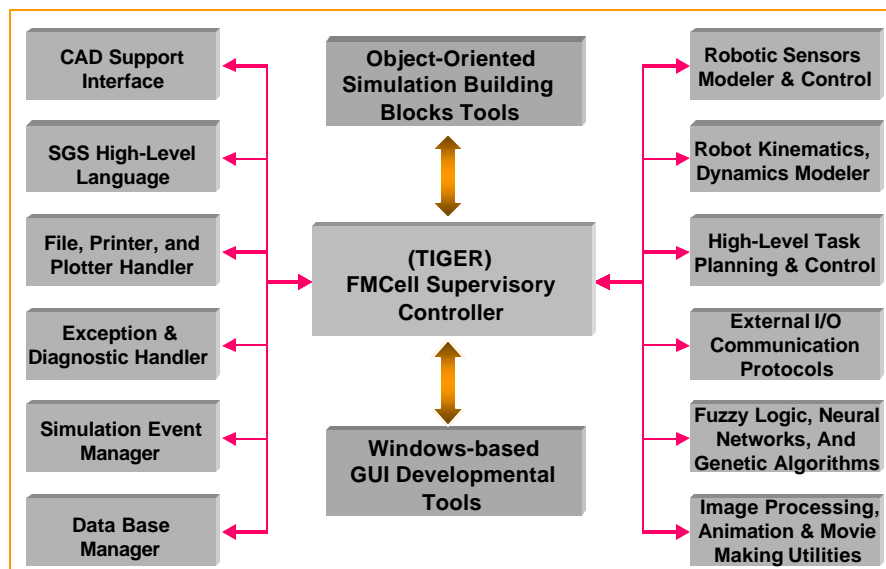 CAD Support
Interface
SGS High-Level
Language
File, Printer, and
Plotter Handler
Exception &
Diagnostic Handler
Simulation Event
Manager
Data Base
Manager
Object-Oriented
Simulation Building
Blocks Tools
(TIGER)
FMCell Supervisory
Controller
Windows-based
GUI Developmental
Tools
Robotic Sensors
Modeler & Control
Robot Kinematics,
Dynamics Modeler
High-Level Task
Planning & Control
External I/O
Communication
Protocols
Fuzzy Logic, Neural
Networks, And
Genetic Algorithms
Image Processing,
Animation & Movie
Making Utilities